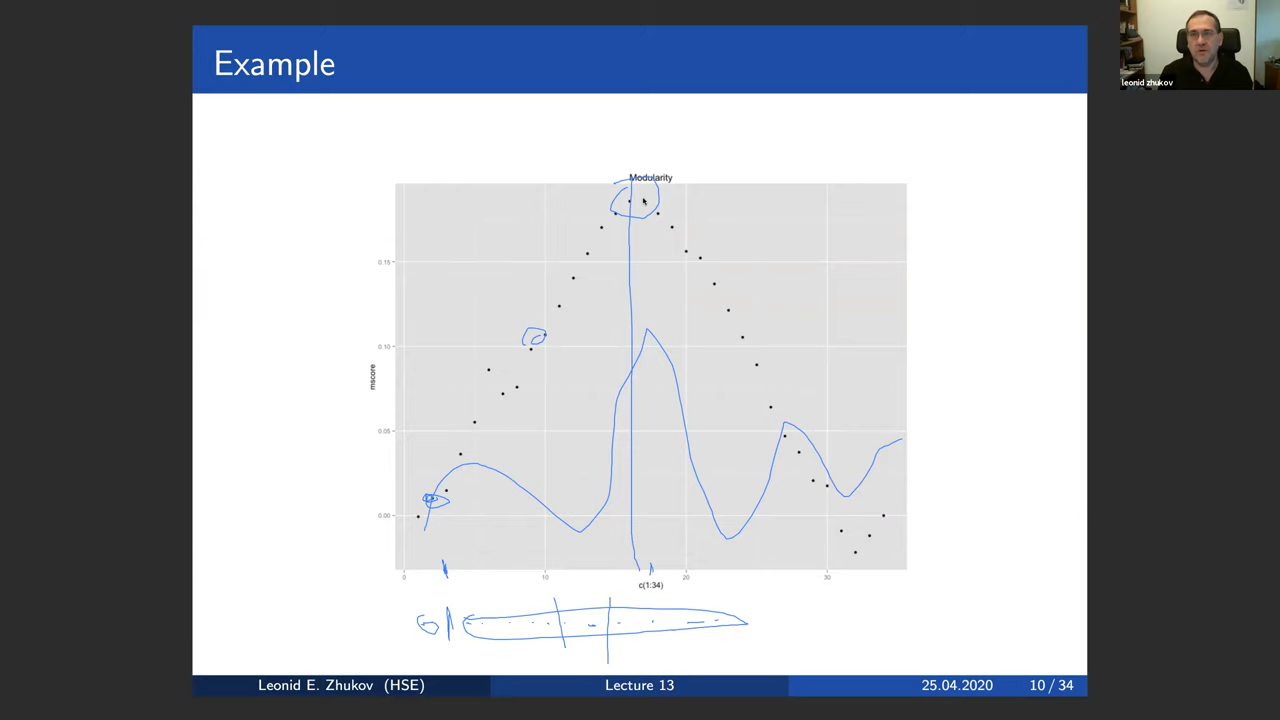 leonid zhukov
Example
Modularity
0.15
0.10
0.05
0.00
mscore
0 10 20 30
c(1:34)
Leonid E. Zhukov (HSE) Lecture 13 25.04.2020 10 / 34